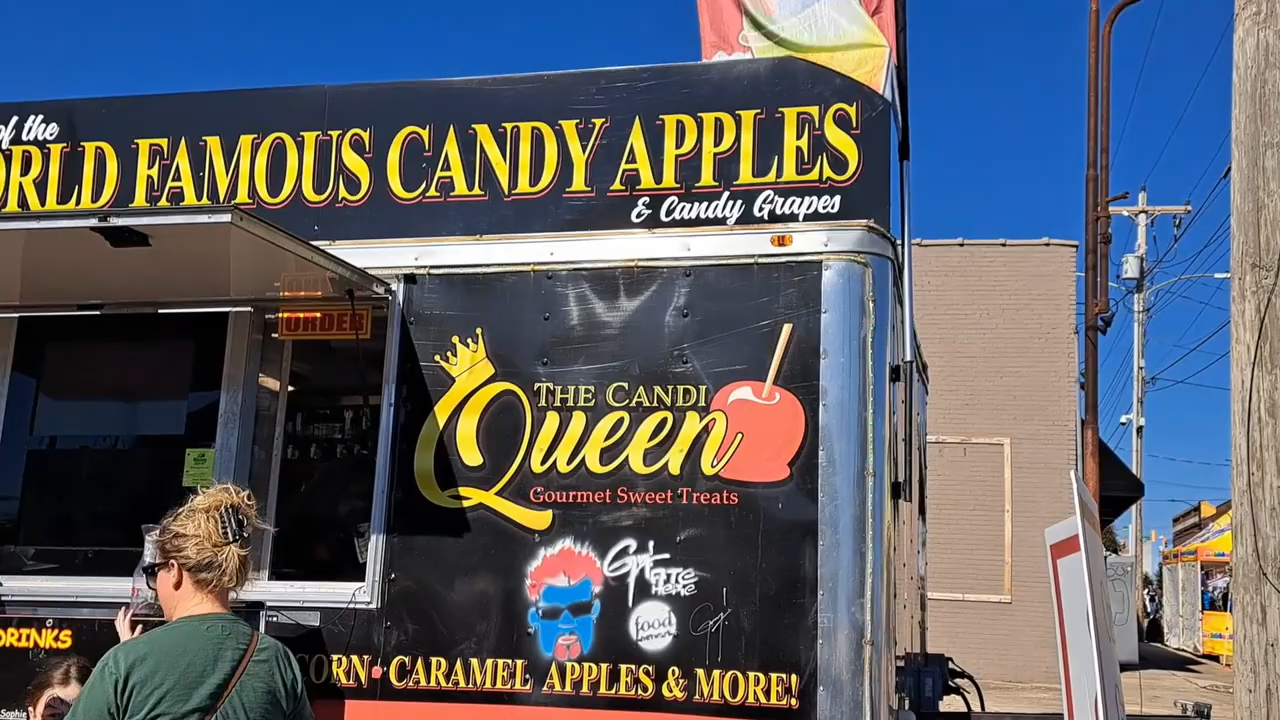 of the
ORLD FAMOUS CANDY APPLES
& Candy Grapes
ORDER
THE CANDI
Queen
Gourmet Sweet Treats
food
network
DRINKS
CORN • CARAMEL APPLES & MORE!
Sophie